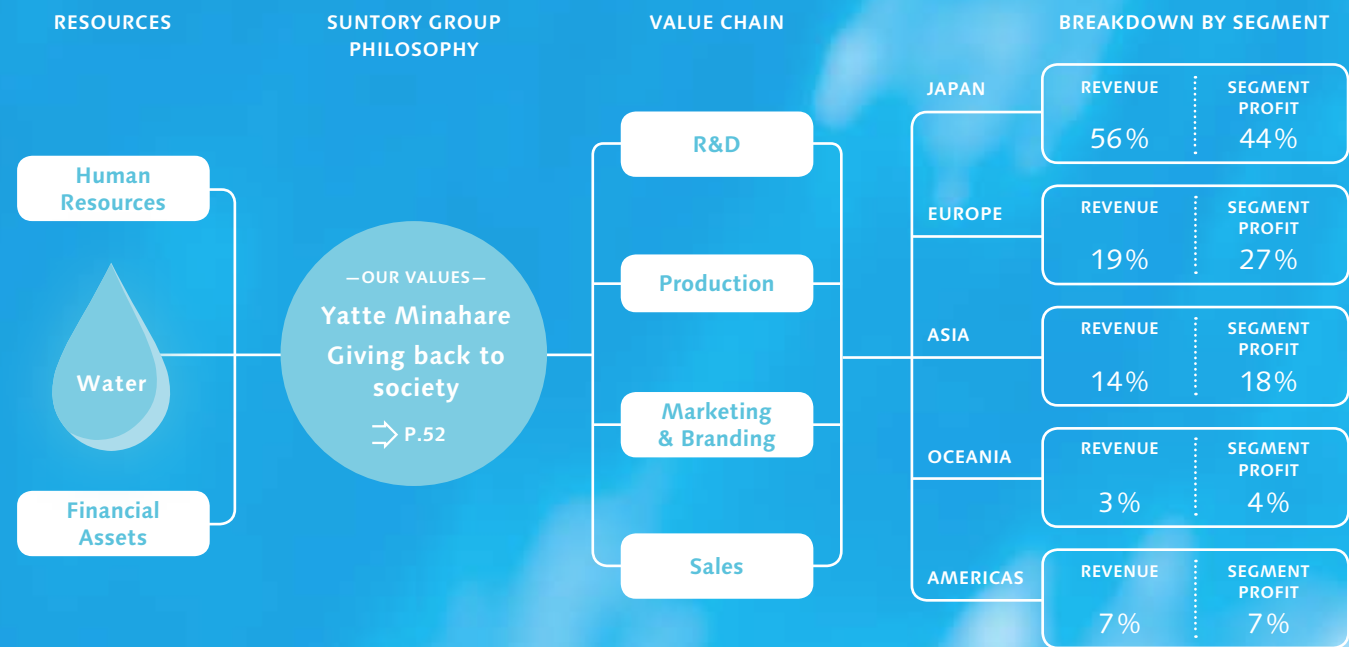 RESOURCES
Human
Resources
Water
Financial
Assets
SUNTORY GROUP
PHILOSOPHY
—OUR VALUES—
Yatte Minahare
Giving back to
society
P.52
VALUE CHAIN
R&D
Production
Marketing
& Branding
Sales
BREAKDOWN BY SEGMENT
JAPAN
REVENUE
56%
SEGMENT
PROFIT
44%
EUROPE
REVENUE
19%
SEGMENT
PROFIT
27%
ASIA
REVENUE
14%
SEGMENT
PROFIT
18%
OCEANIA
REVENUE
3%
SEGMENT
PROFIT
4%
AMERICAS
REVENUE
7%
SEGMENT
PROFIT
7%